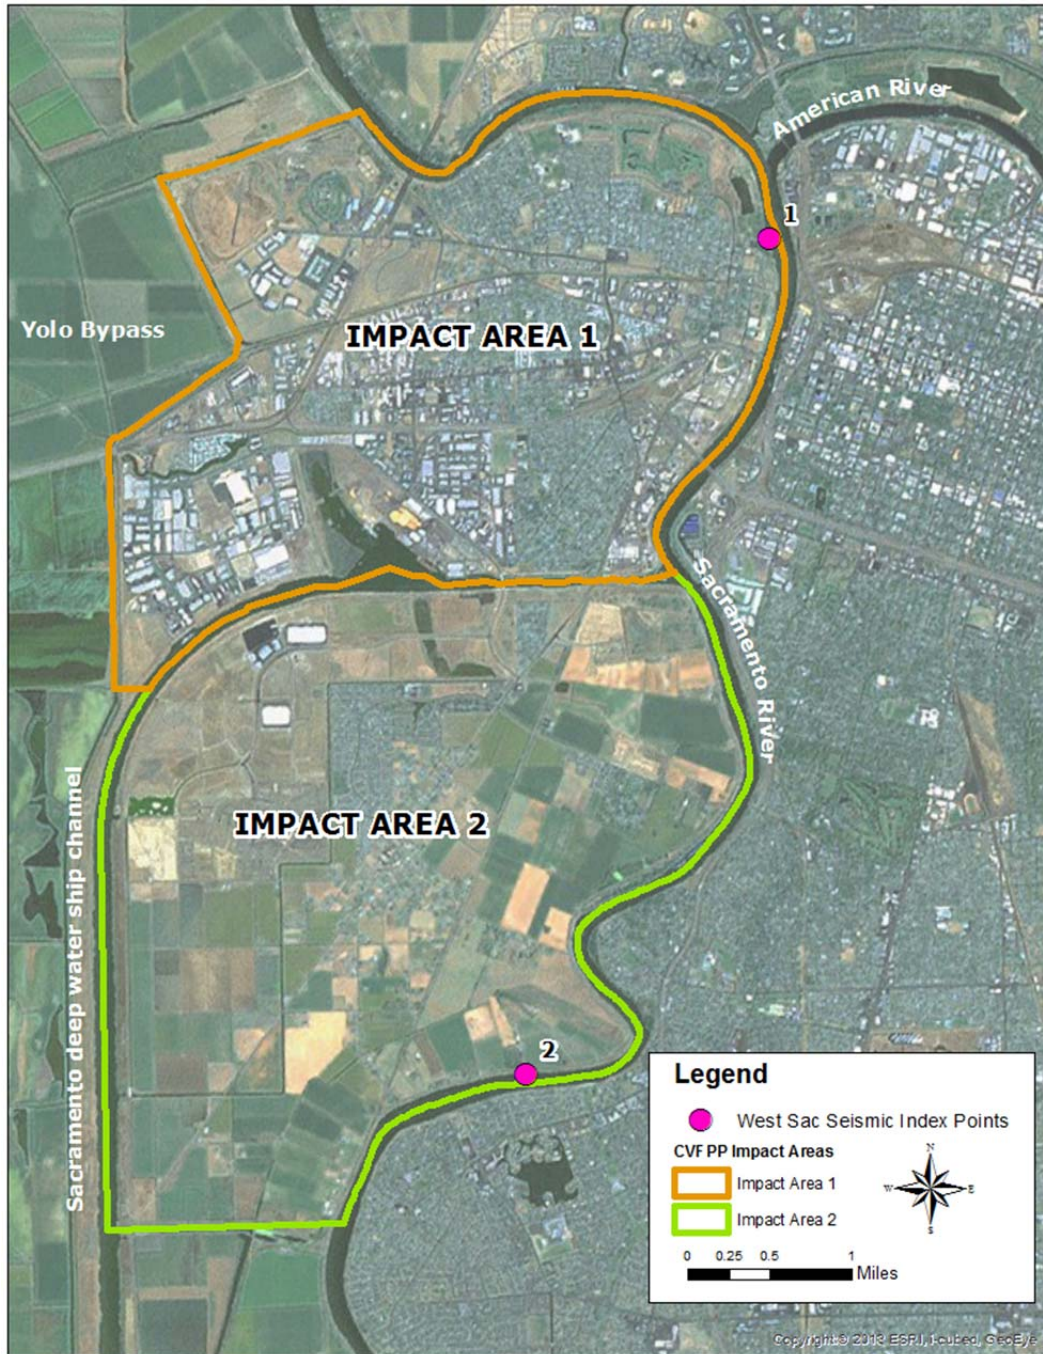 American River
1
Yolo Bypass
IMPACT AREA 1
Sacramento River
IMPACT AREA 2
Sacramento deep water ship channel
2
Legend
West Sac Seismic Index Points
CVFPP Impact Areas
Impact Area 1
Impact Area 2
N
W E
S
0 0.25 0.5 1
Miles
Copyright:© 2013 ESRI, i-cubed, GeoEye